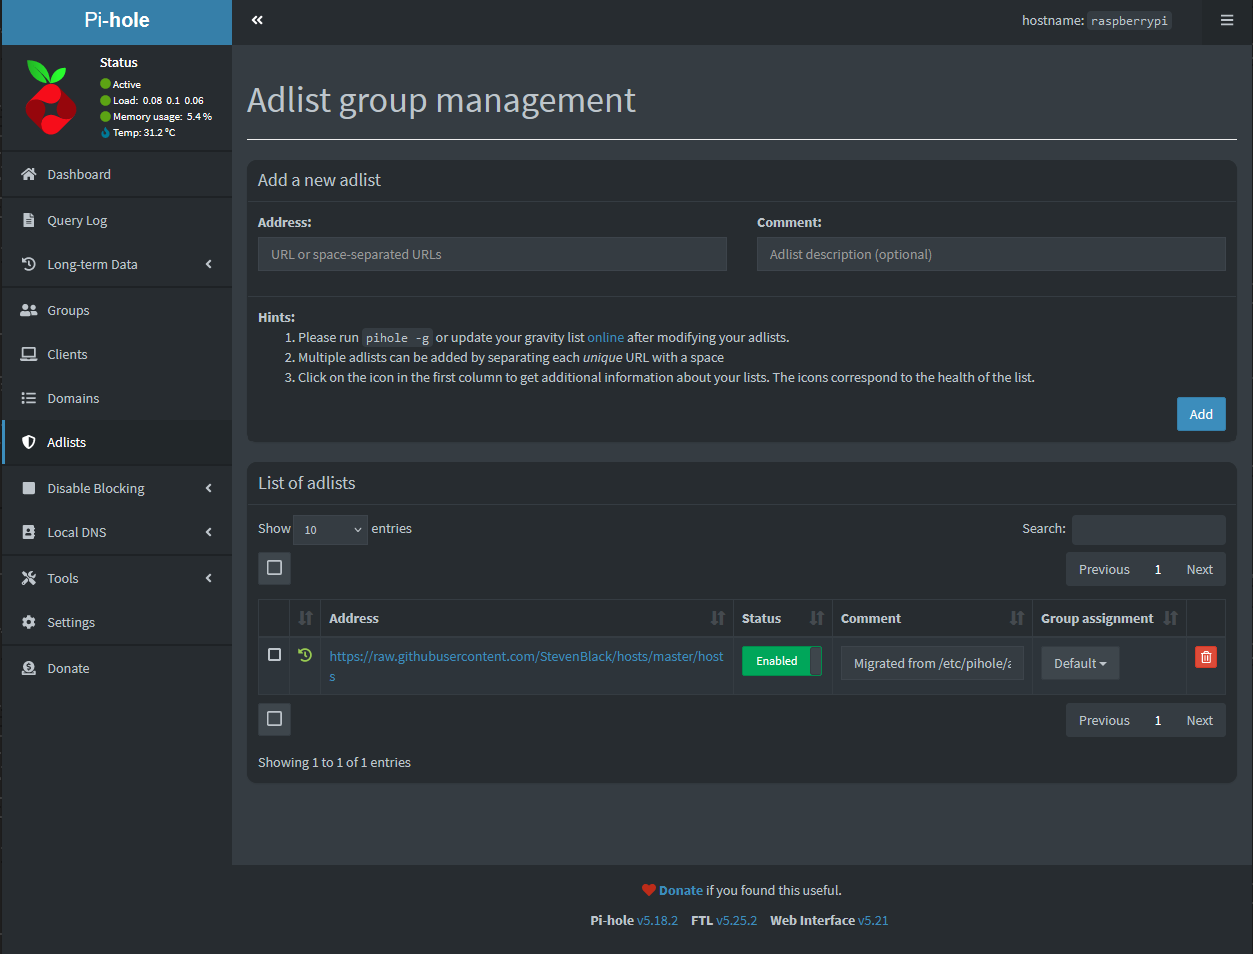 Pi-hole
hostname: raspberrypi
Status
Active
Load: 0.08 0.1 0.06
Memory usage: 5.4 %
Temp: 31.2 °C
Dashboard
Query Log
Long-term Data
Groups
Clients
Domains
Adlists
Disable Blocking
Local DNS
Tools
Settings
Donate
Adlist group management
Add a new adlist
Address: Comment:
URL or space-separated URLs Adlist description (optional)
Hints:
1. Please run pihole -g or update your gravity list online after modifying your adlists.
2. Multiple adlists can be added by separating each unique URL with a space
3. Click on the icon in the first column to get additional information about your lists. The icons correspond to the health of the list.
Add
List of adlists
Show 10 entries Search:
Previous 1 Next
Address Status Comment Group assignment
https://raw.githubusercontent.com/StevenBlack/hosts/master/host
s
Enabled Migrated from /etc/pihole/a Default
Previous 1 Next
Showing 1 to 1 of 1 entries
Donate if you found this useful.
Pi-hole v5.18.2 FTL v5.25.2 Web Interface v5.21